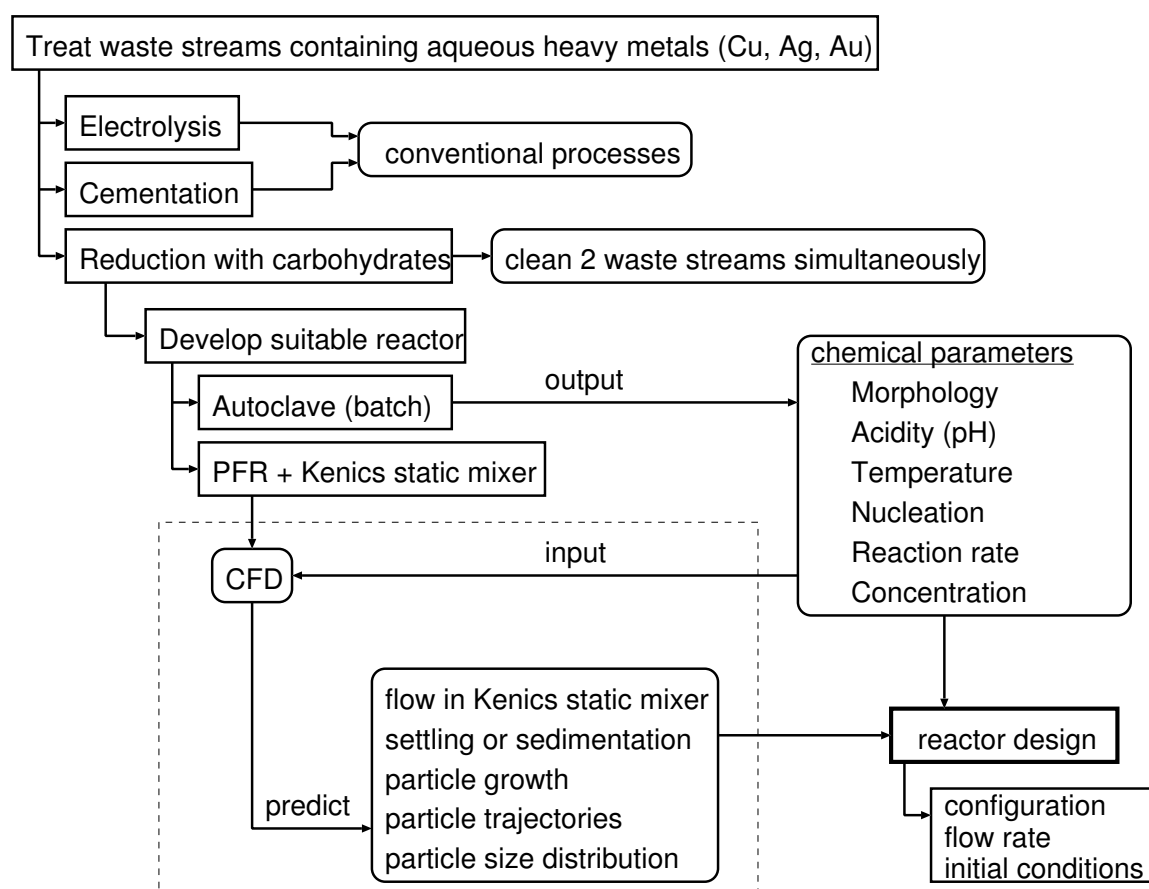 Treat waste streams containing aqueous heavy metals (Cu, Ag, Au)
Electrolysis
conventional processes
Cementation
Reduction with carbohydrates
clean 2 waste streams simultaneously
Develop suitable reactor
Autoclave (batch)
output
chemical parameters
Morphology
Acidity (pH)
Temperature
Nucleation
Reaction rate
Concentration
PFR + Kenics static mixer
input
CFD
predict
flow in Kenics static mixer
settling or sedimentation
particle growth
particle trajectories
particle size distribution
reactor design
configuration
flow rate
initial conditions